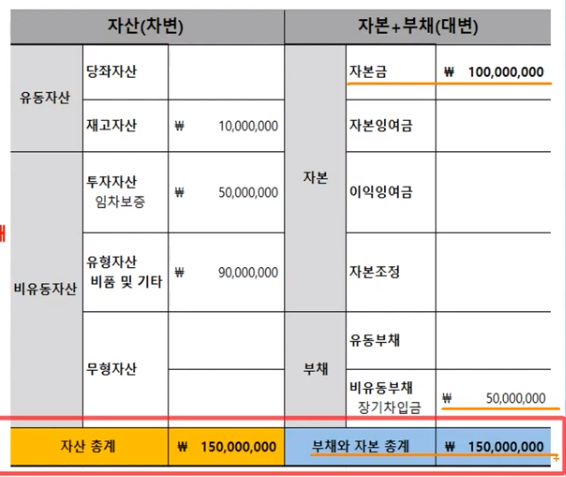 자산(차변) 자본+부채(대변)
유동자산
당좌자산
재고자산 ₩ 10,000,000
비유동자산
투자자산 ₩ 50,000,000
임차보증
유형자산 ₩ 90,000,000
비품 및 기타
무형자산
자본
자본금 ₩ 100,000,000
자본잉여금
이익잉여금
자본조정
부채
유동부채
비유동부채 ₩ 50,000,000
장기차입금
자산 총계 ₩ 150,000,000 부채와 자본 총계 ₩ 150,000,000